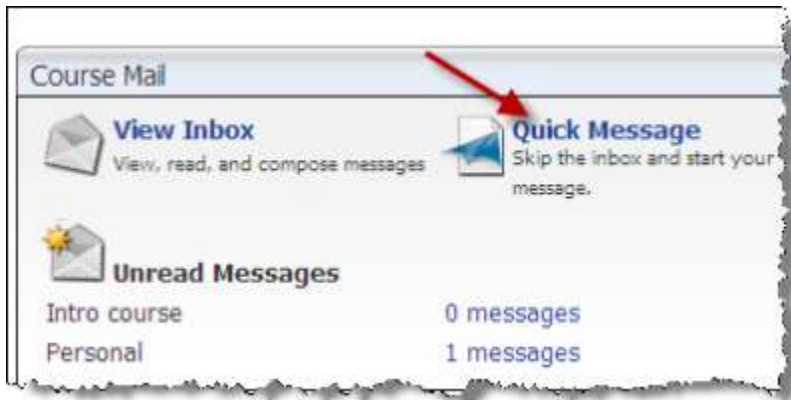 Course Mail
View Inbox
View, read, and compose messages
Quick Message
Skip the inbox and start your
message.
Unread Messages
Intro course 0 messages
Personal 1 messages